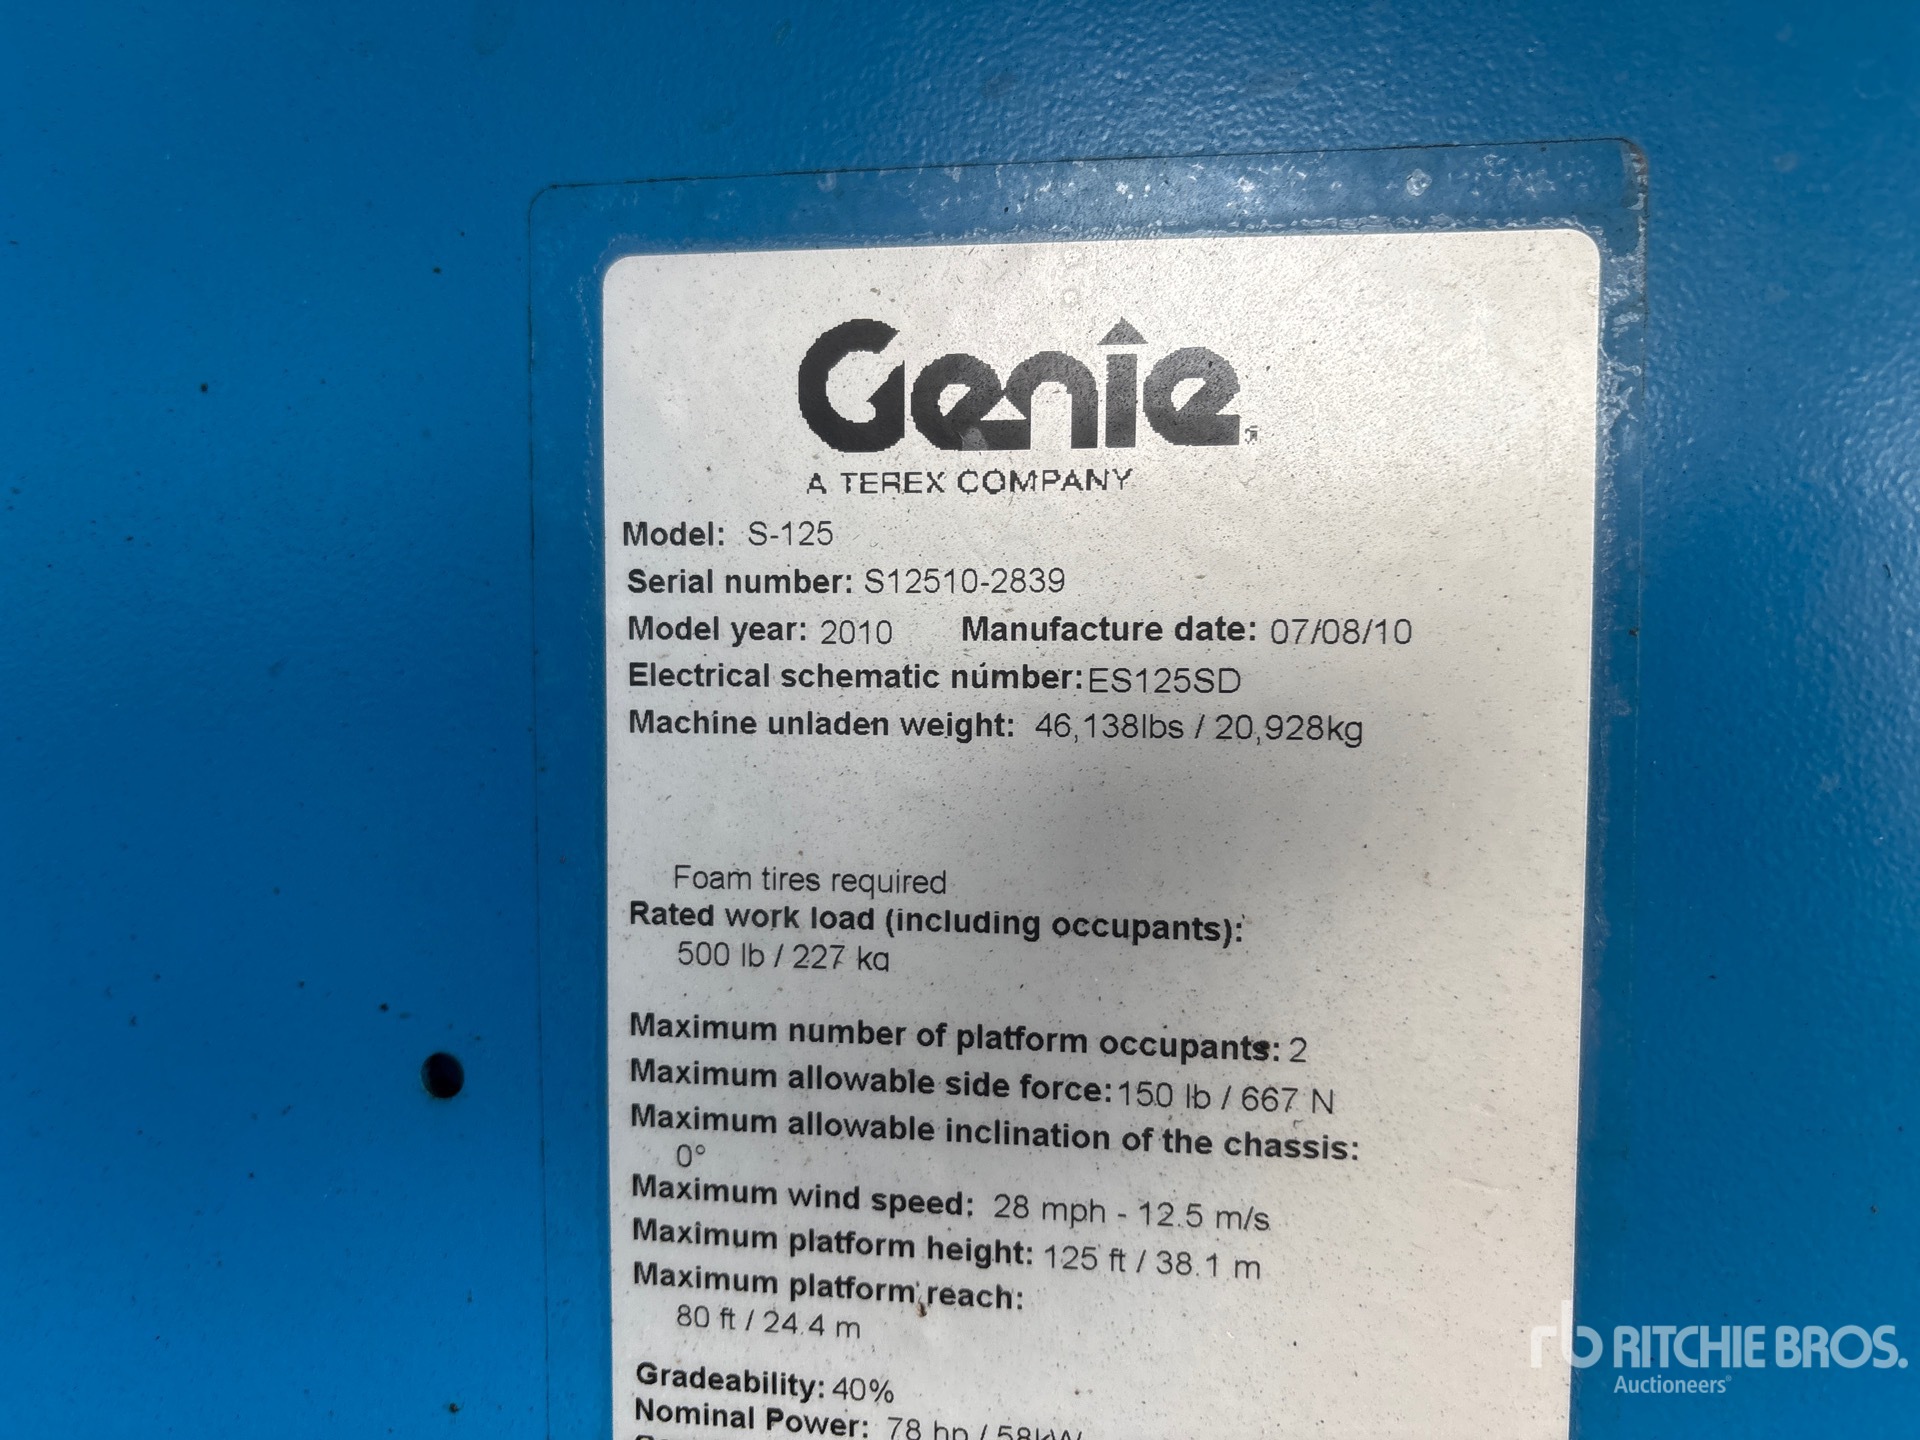 Genie
A TEREX COMPANY
Model: S-125
Serial number: S12510-2839
Model year: 2010 Manufacture date: 07/08/10
Electrical schematic number: ES125SD
Machine unladen weight: 46,138lbs / 20,928kg
Foam tires required
Rated work load (including occupants):
500 lb / 227 kg
Maximum number of platform occupants: 2
Maximum allowable side force: 150 lb / 667 N
Maximum allowable inclination of the chassis:
0°
Maximum wind speed: 28 mph - 12.5 m/s
Maximum platform height: 125 ft / 38.1 m
Maximum platform reach:
80 ft / 24.4 m
Gradeability: 40%
Nominal Power: 78 hp / 58kW
rb RITCHIE BROS.
Auctioneers